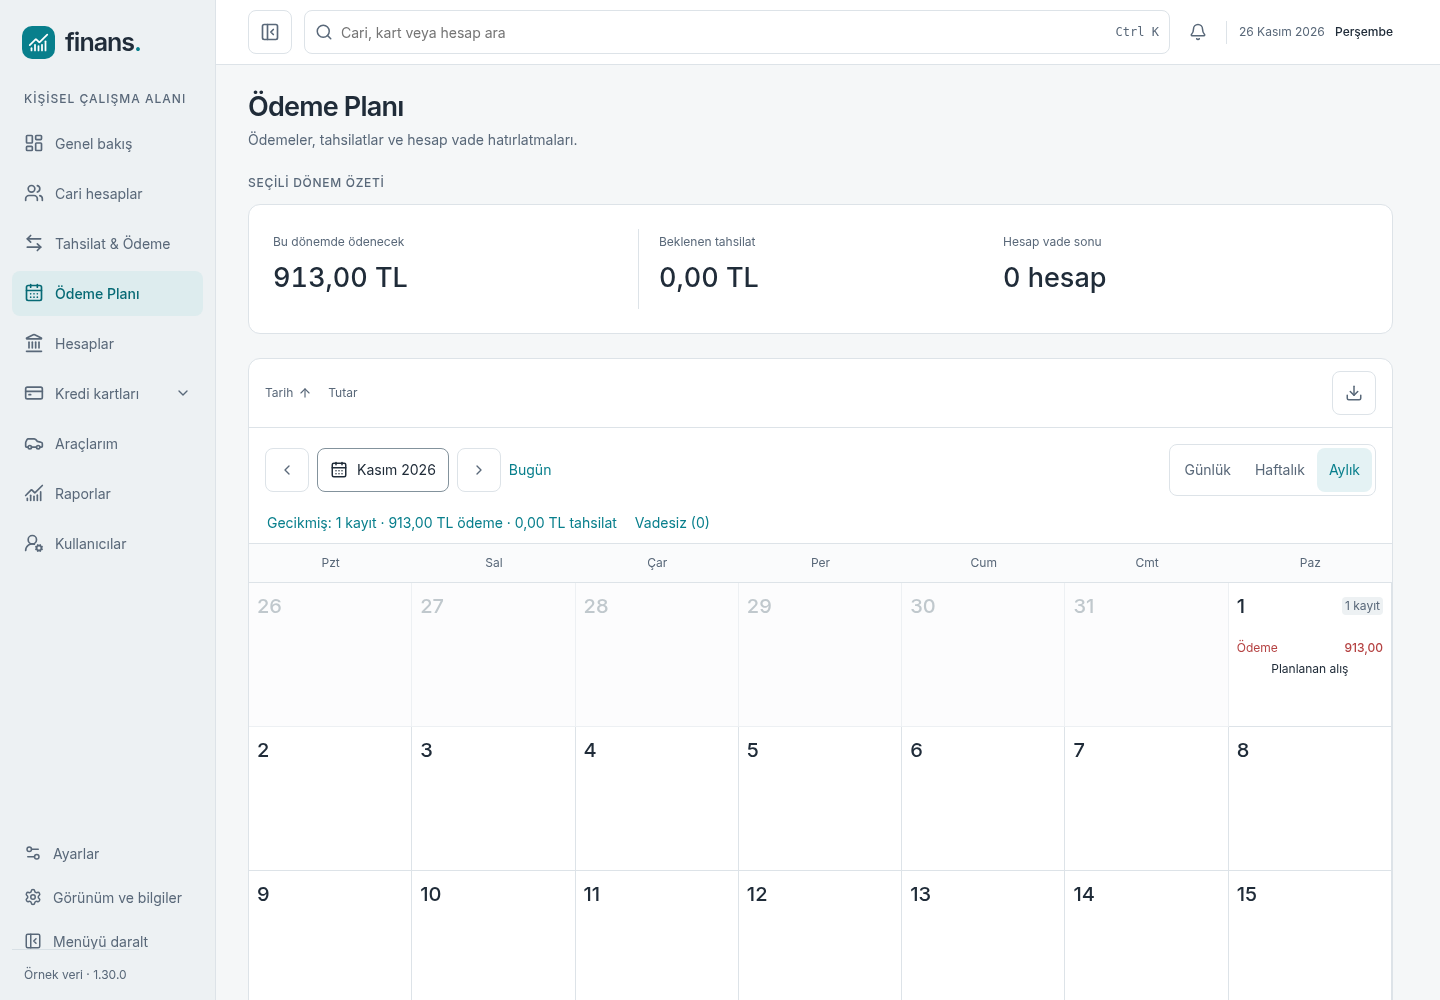 finans.
KİŞİSEL ÇALIŞMA ALANI
Genel bakış
Cari hesaplar
Tahsilat & Ödeme
Ödeme Planı
Hesaplar
Kredi kartları
Araçlarım
Raporlar
Kullanıcılar
Ayarlar
Görünüm ve bilgiler
Menüyü daralt
Örnek veri · 1.30.0
Cari, kart veya hesap ara Ctrl K
26 Kasım 2026 Perşembe
Ödeme Planı
Ödemeler, tahsilatlar ve hesap vade hatırlatmaları.
SEÇİLİ DÖNEM ÖZETİ
Bu dönemde ödenecek Beklenen tahsilat Hesap vade sonu
913,00 TL 0,00 TL 0 hesap
Tarih Tutar
Kasım 2026 Bugün Günlük Haftalık Aylık
Gecikmiş: 1 kayıt · 913,00 TL ödeme · 0,00 TL tahsilat Vadesiz (0)
Pzt Sal Çar Per Cum Cmt Paz
26 27 28 29 30 31 1 1 kayıt
Ödeme 913,00
Planlanan alış
2 3 4 5 6 7 8
9 10 11 12 13 14 15